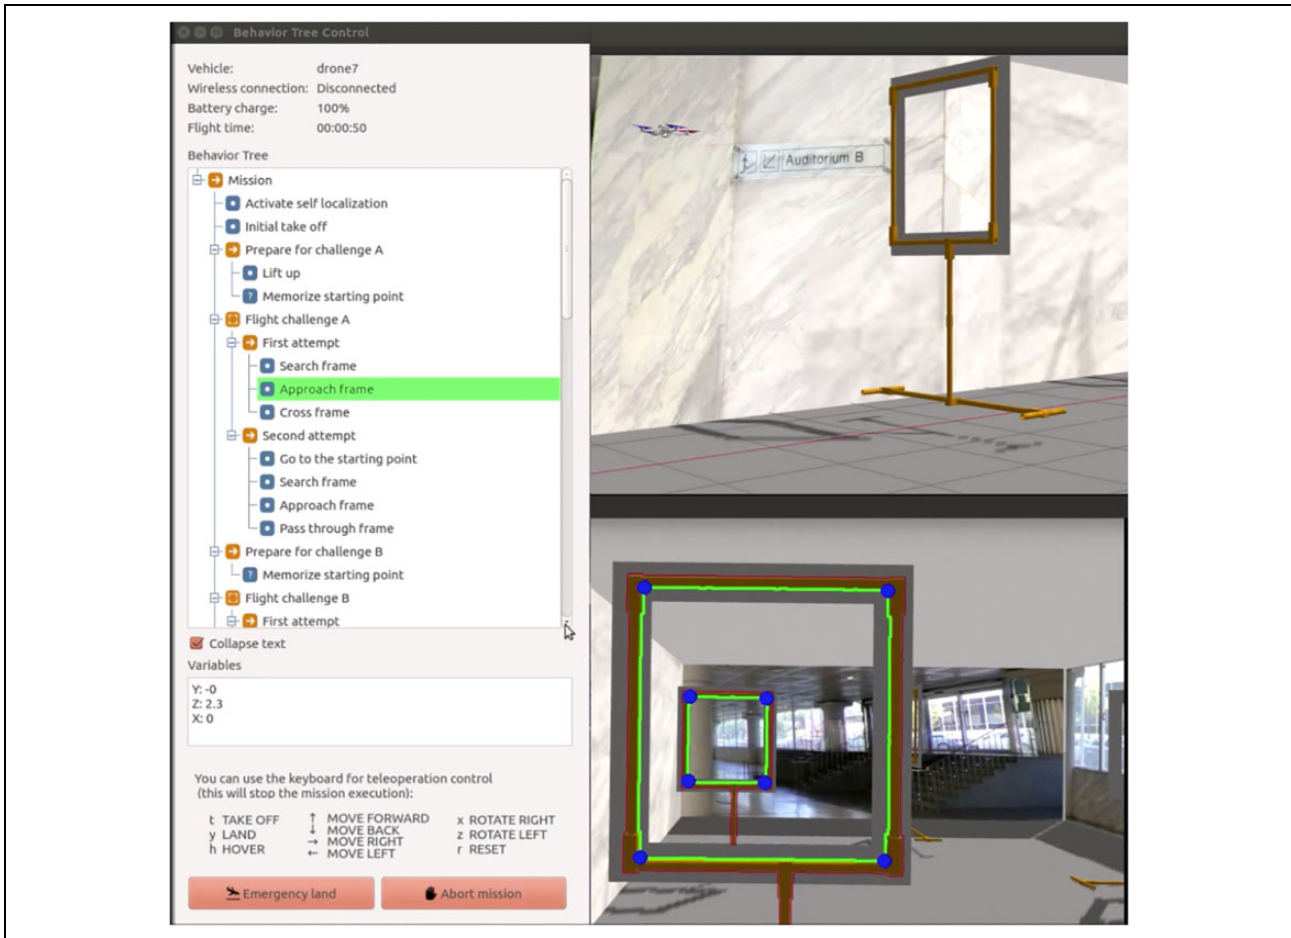 Behavior Tree Control
Vehicle: drone7
Wireless connection: Disconnected
Battery charge: 100%
Flight time: 00:00:50
Behavior Tree
Mission
Activate self localization
Initial take off
Prepare for challenge A
Lift up
? Memorize starting point
Flight challenge A
First attempt
Search frame
Approach frame
Cross frame
Second attempt
Go to the starting point
Search frame
Approach frame
Pass through frame
Prepare for challenge B
? Memorize starting point
Flight challenge B
First attempt
Collapse text
Variables
Y: -0
Z: 2.3
X: 0
You can use the keyboard for teleoperation control
(this will stop the mission execution):
t TAKE OFF ↑ MOVE FORWARD x ROTATE RIGHT
y LAND ↓ MOVE BACK z ROTATE LEFT
h HOVER → MOVE RIGHT r RESET
← MOVE LEFT
Emergency land Abort mission
Auditorium B